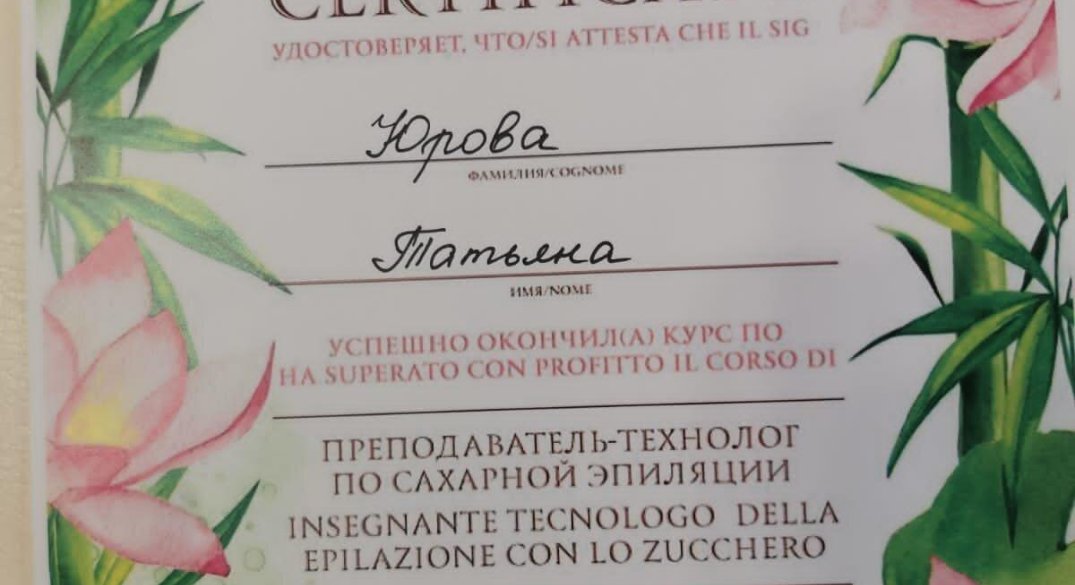 УДОСТОВЕРЯЕТ, ЧТО/SI ATTESTA CHE IL SIG
Юрова
ФАМИЛИЯ/COGNOME
Татьяна
ИМЯ/NOME
УСПЕШНО ОКОНЧИЛ(А) КУРС ПО
HA SUPERATO CON PROFITTO IL CORSO DI
ПРЕПОДАВАТЕЛЬ-ТЕХНОЛОГ
ПО САХАРНОЙ ЭПИЛЯЦИИ
INSEGNANTE TECNOLOGO DELLA
EPILAZIONE CON LO ZUCCHERO